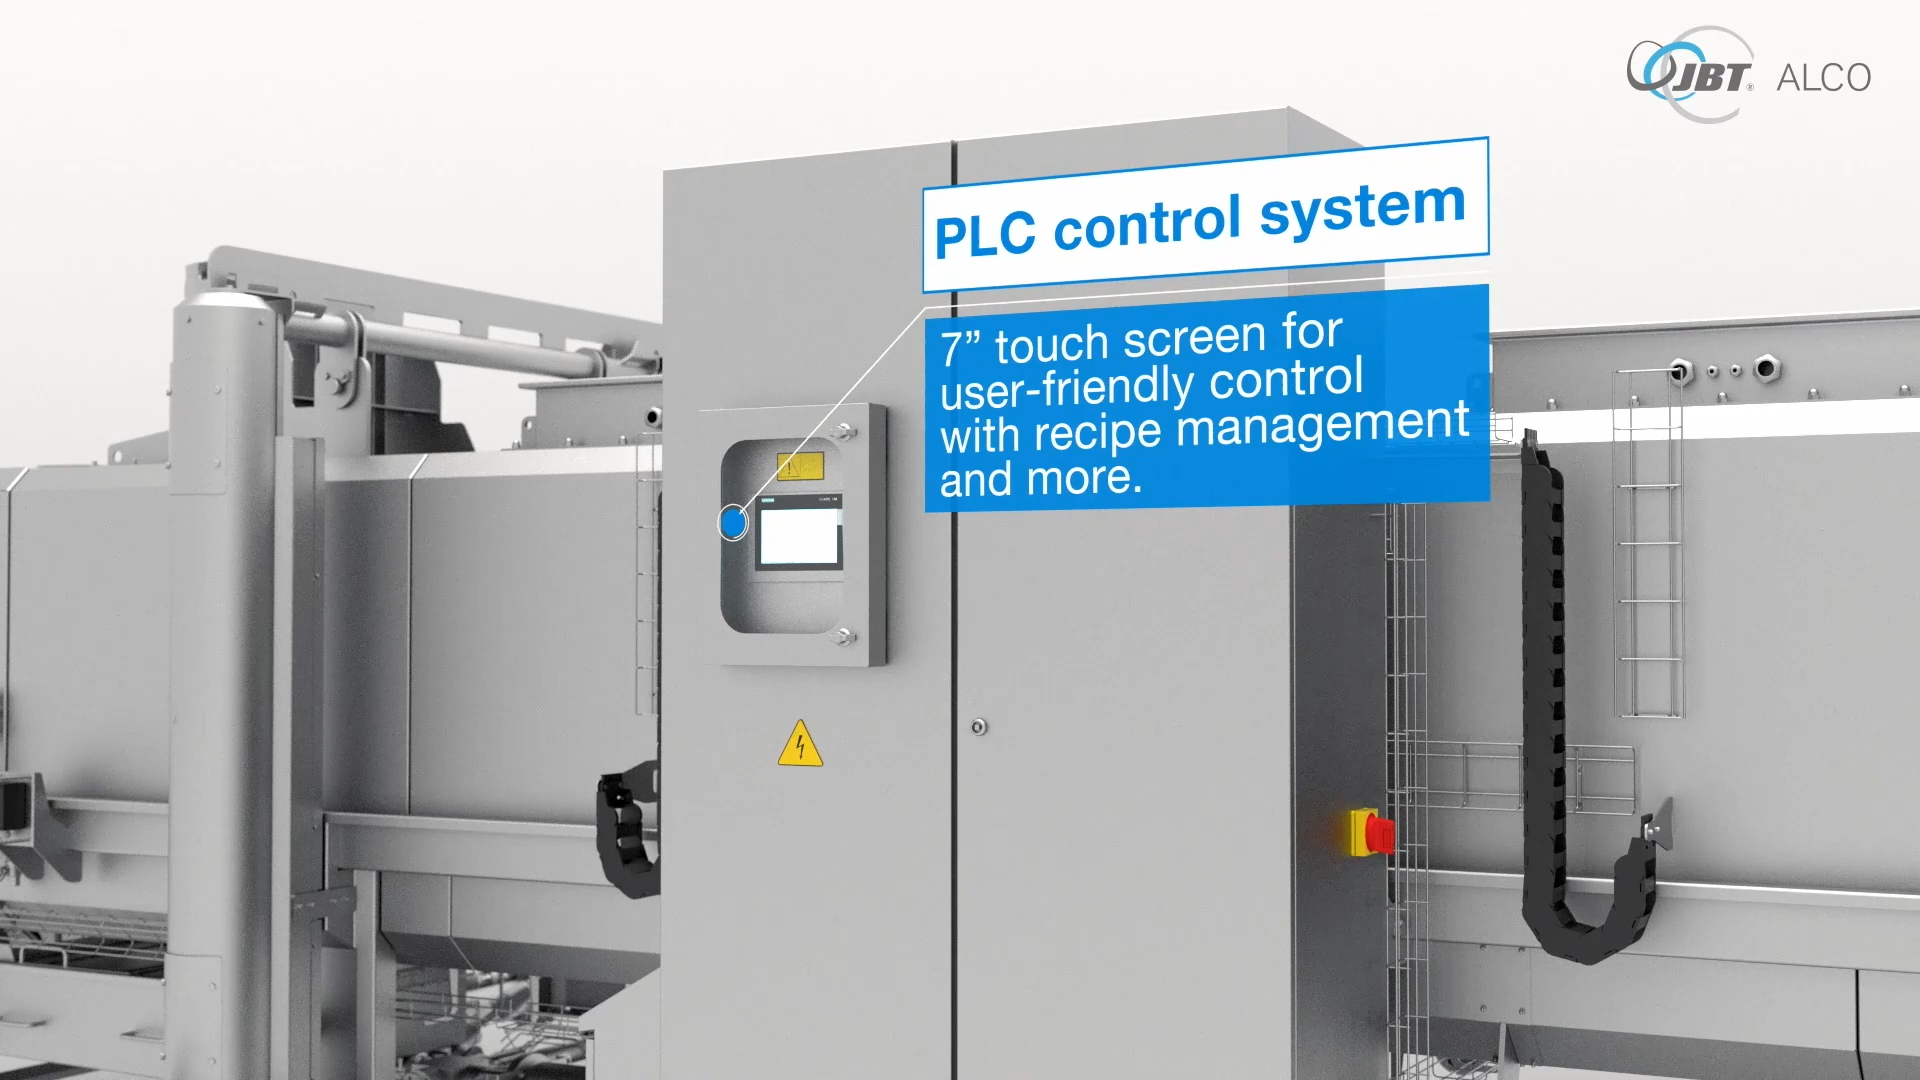 JBT® ALCO
PLC control system
7” touch screen for
user-friendly control
with recipe management
and more.